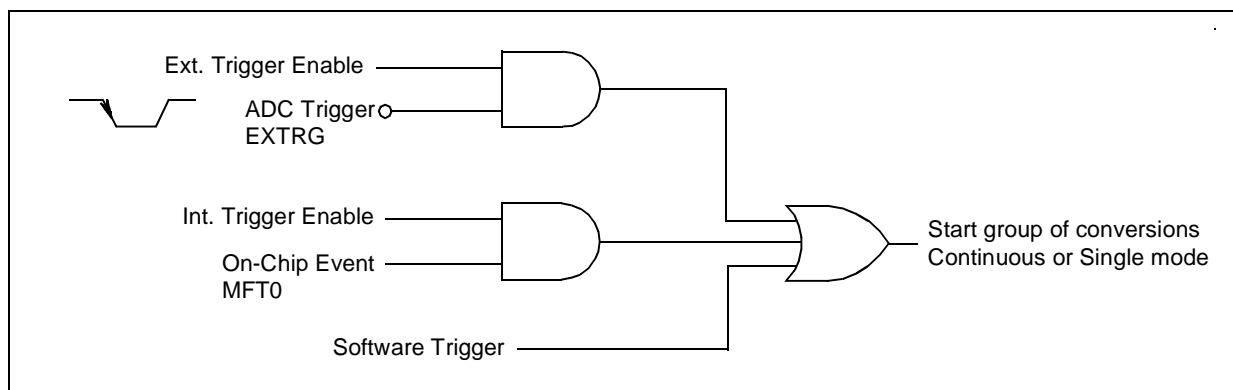 Ext. Trigger Enable
ADC Trigger
EXTRG
Int. Trigger Enable
On-Chip Event
MFT0
Software Trigger
Start group of conversions
Continuous or Single mode